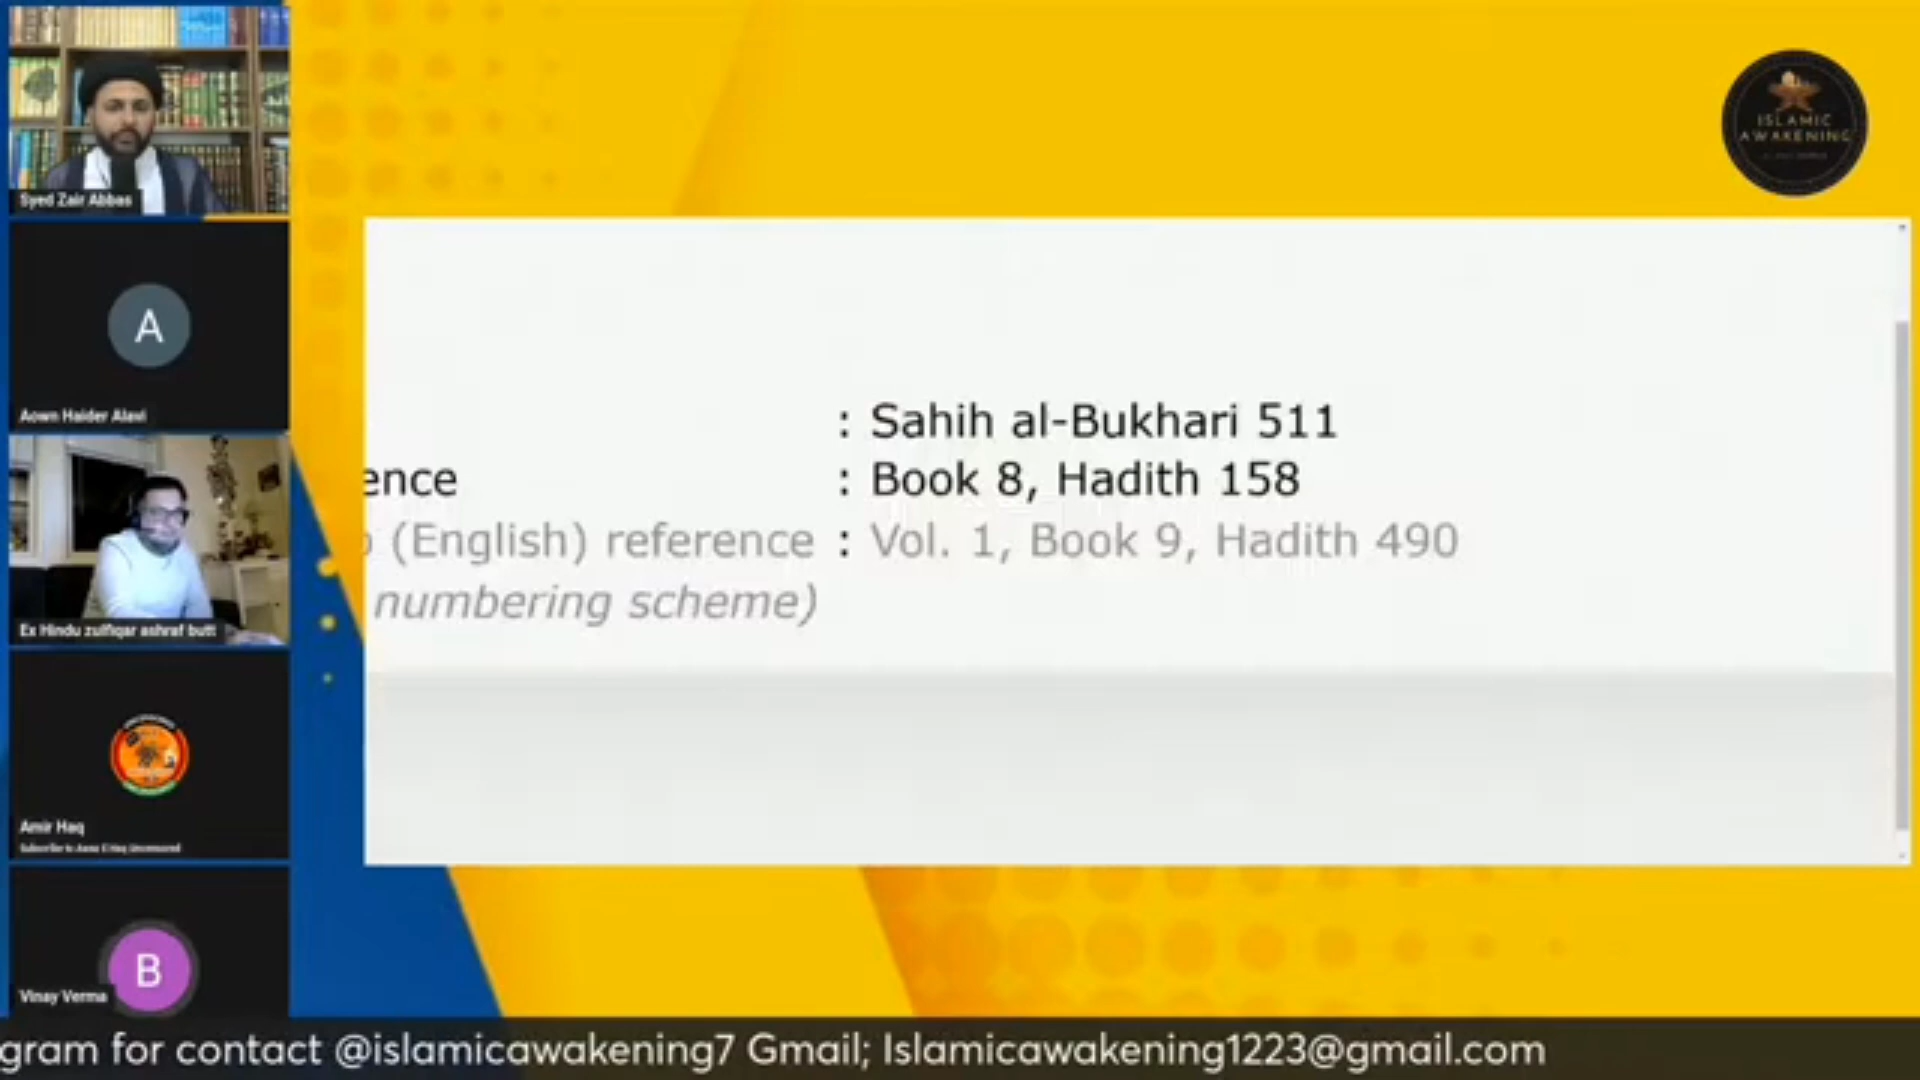 Syed Zair Abbas
A
Aown Haider Alavi
Ex Hindu zulfiqar ashraf butt
Amir Haq
B
Vinay Verma
ISLAMIC
AWAKENING
: Sahih al-Bukhari 511
ence : Book 8, Hadith 158
(English) reference : Vol. 1, Book 9, Hadith 490
numbering scheme)
gram for contact @islamicawakening7 Gmail; Islamicawakening1223@gmail.com